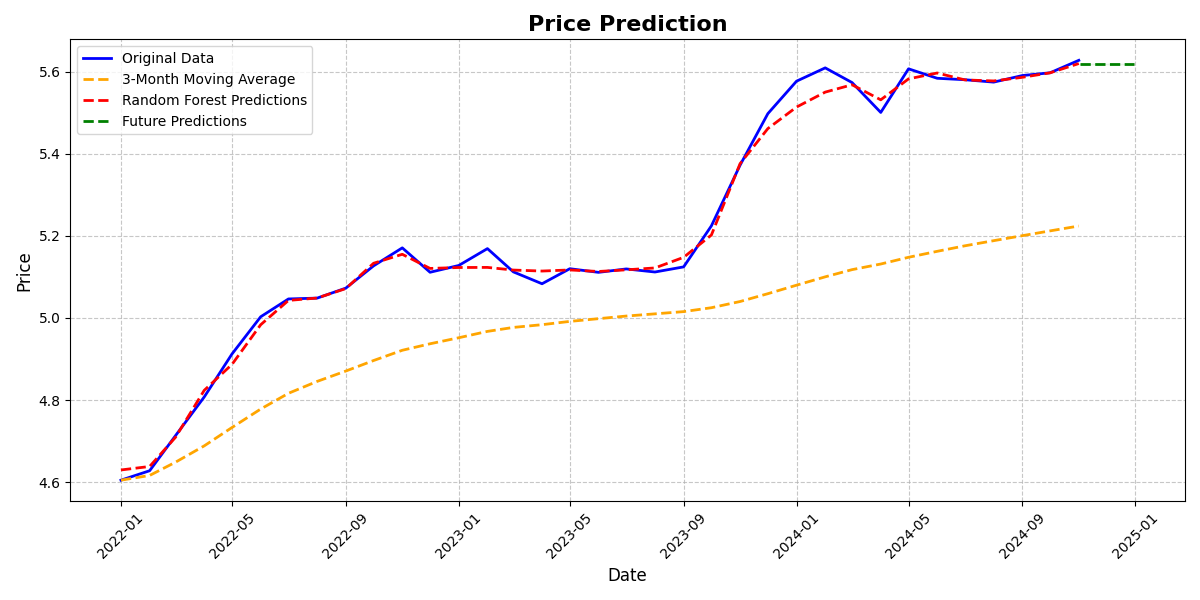 Price Prediction
Original Data
3-Month Moving Average
Random Forest Predictions
Future Predictions
Price
5.6
5.4
5.2
5.0
4.8
4.6
2022-01
2022-05
2022-09
2023-01
2023-05
2023-09
2024-01
2024-05
2024-09
2025-01
Date